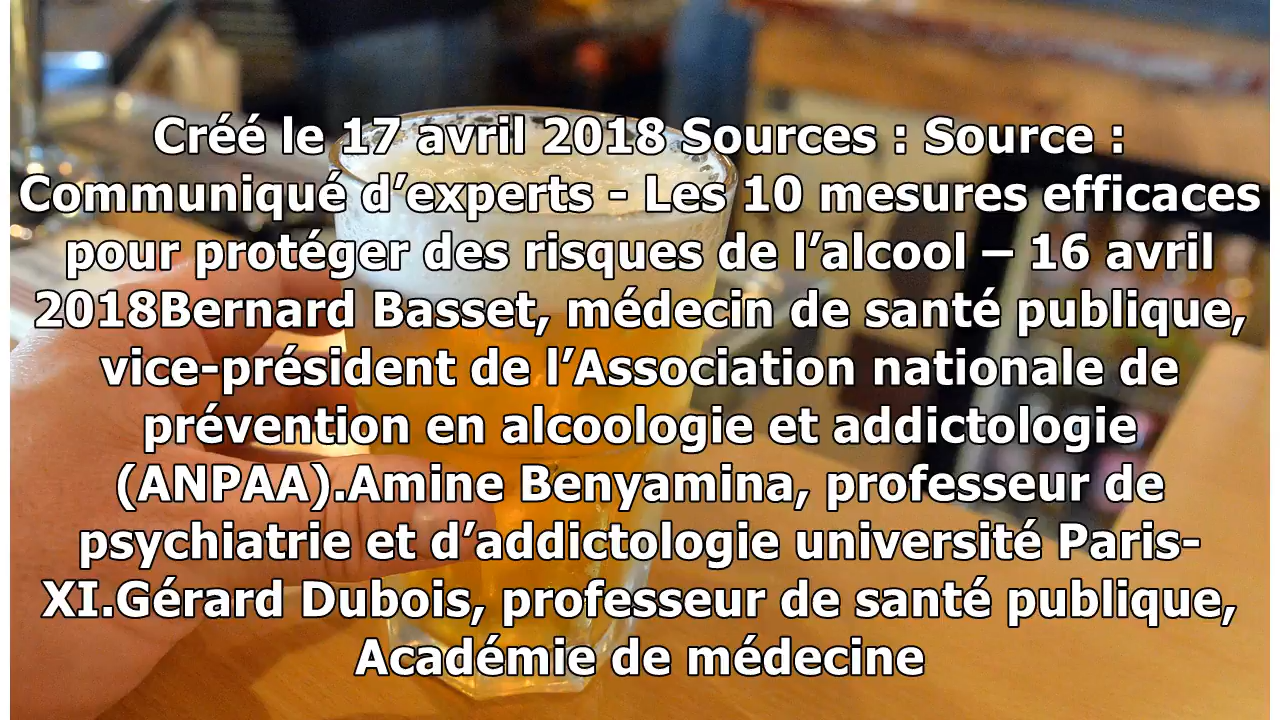 Créé le 17 avril 2018 Sources : Source :
Communiqué d’experts - Les 10 mesures efficaces
pour protéger des risques de l’alcool – 16 avril
2018Bernard Basset, médecin de santé publique,
vice-président de l’Association nationale de
prévention en alcoologie et addictologie
(ANPAA).Amine Benyamina, professeur de
psychiatrie et d’addictologie université Paris-
XI.Gérard Dubois, professeur de santé publique,
Académie de médecine